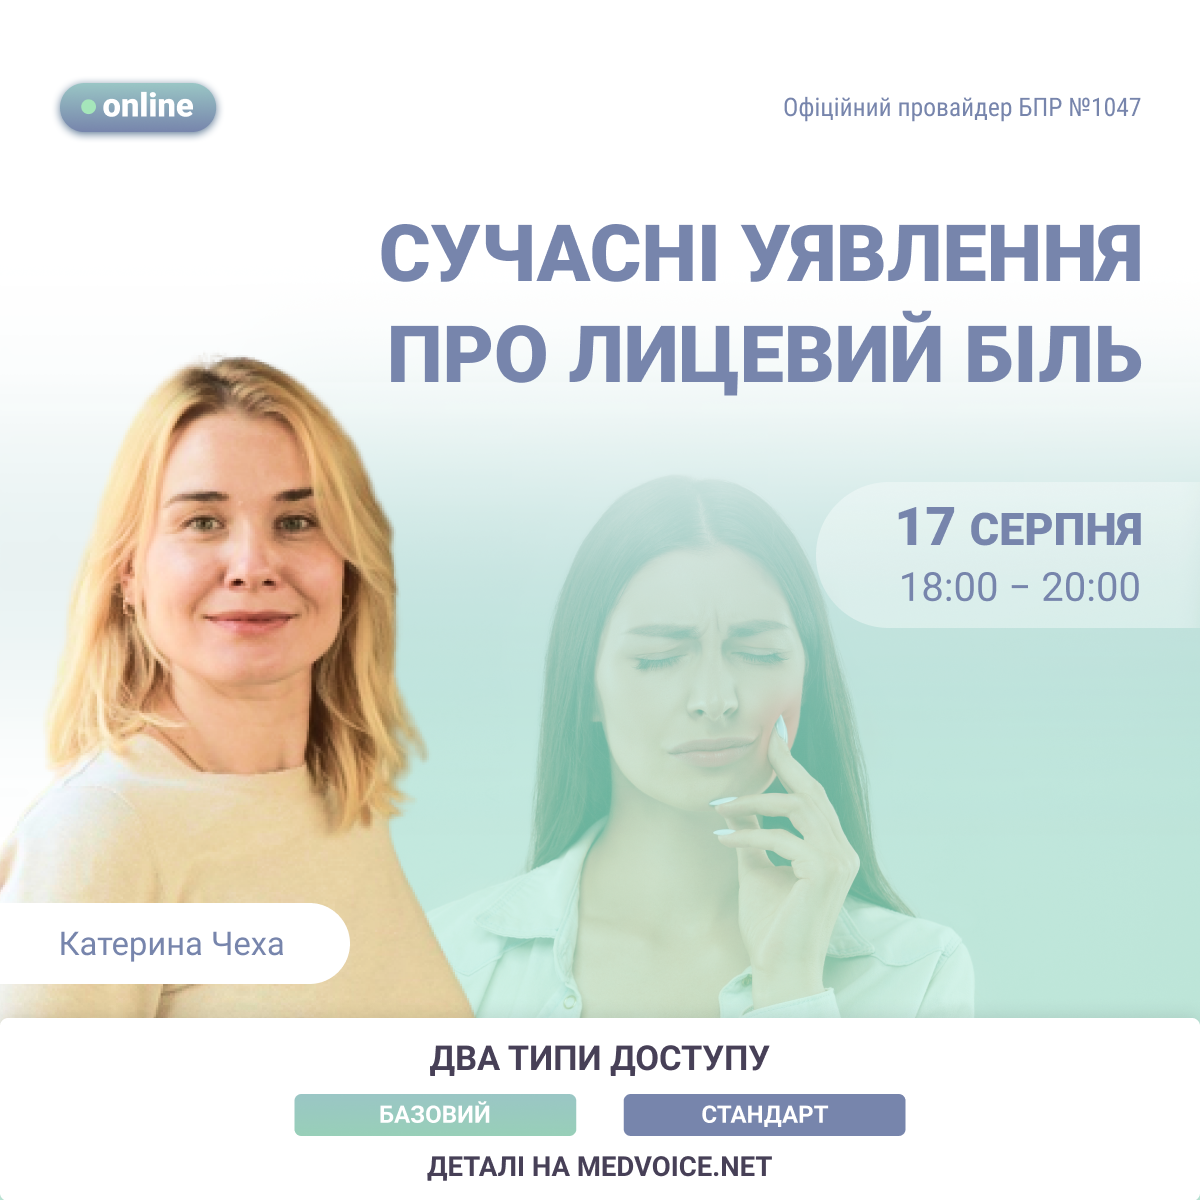 online
Офіційний провайдер БПР №1047
СУЧАСНІ УЯВЛЕННЯ
ПРО ЛИЦЕВИЙ БІЛЬ
17 СЕРПНЯ
18:00 – 20:00
Катерина Чеха
ДВА ТИПИ ДОСТУПУ
БАЗОВИЙ
СТАНДАРТ
ДЕТАЛІ НА MEDVOICE.NET